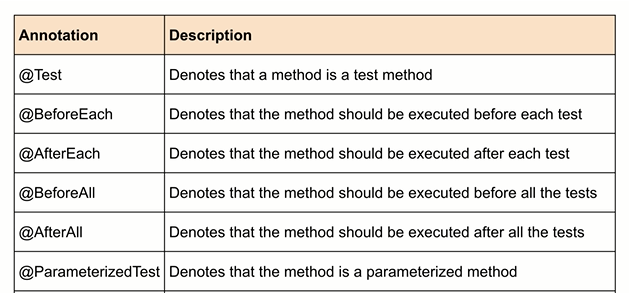 Annotation Description
@Test Denotes that a method is a test method
@BeforeEach Denotes that the method should be executed before each test
@AfterEach Denotes that the method should be executed after each test
@BeforeAll Denotes that the method should be executed before all the tests
@AfterAll Denotes that the method should be executed after all the tests
@ParameterizedTest Denotes that the method is a parameterized method